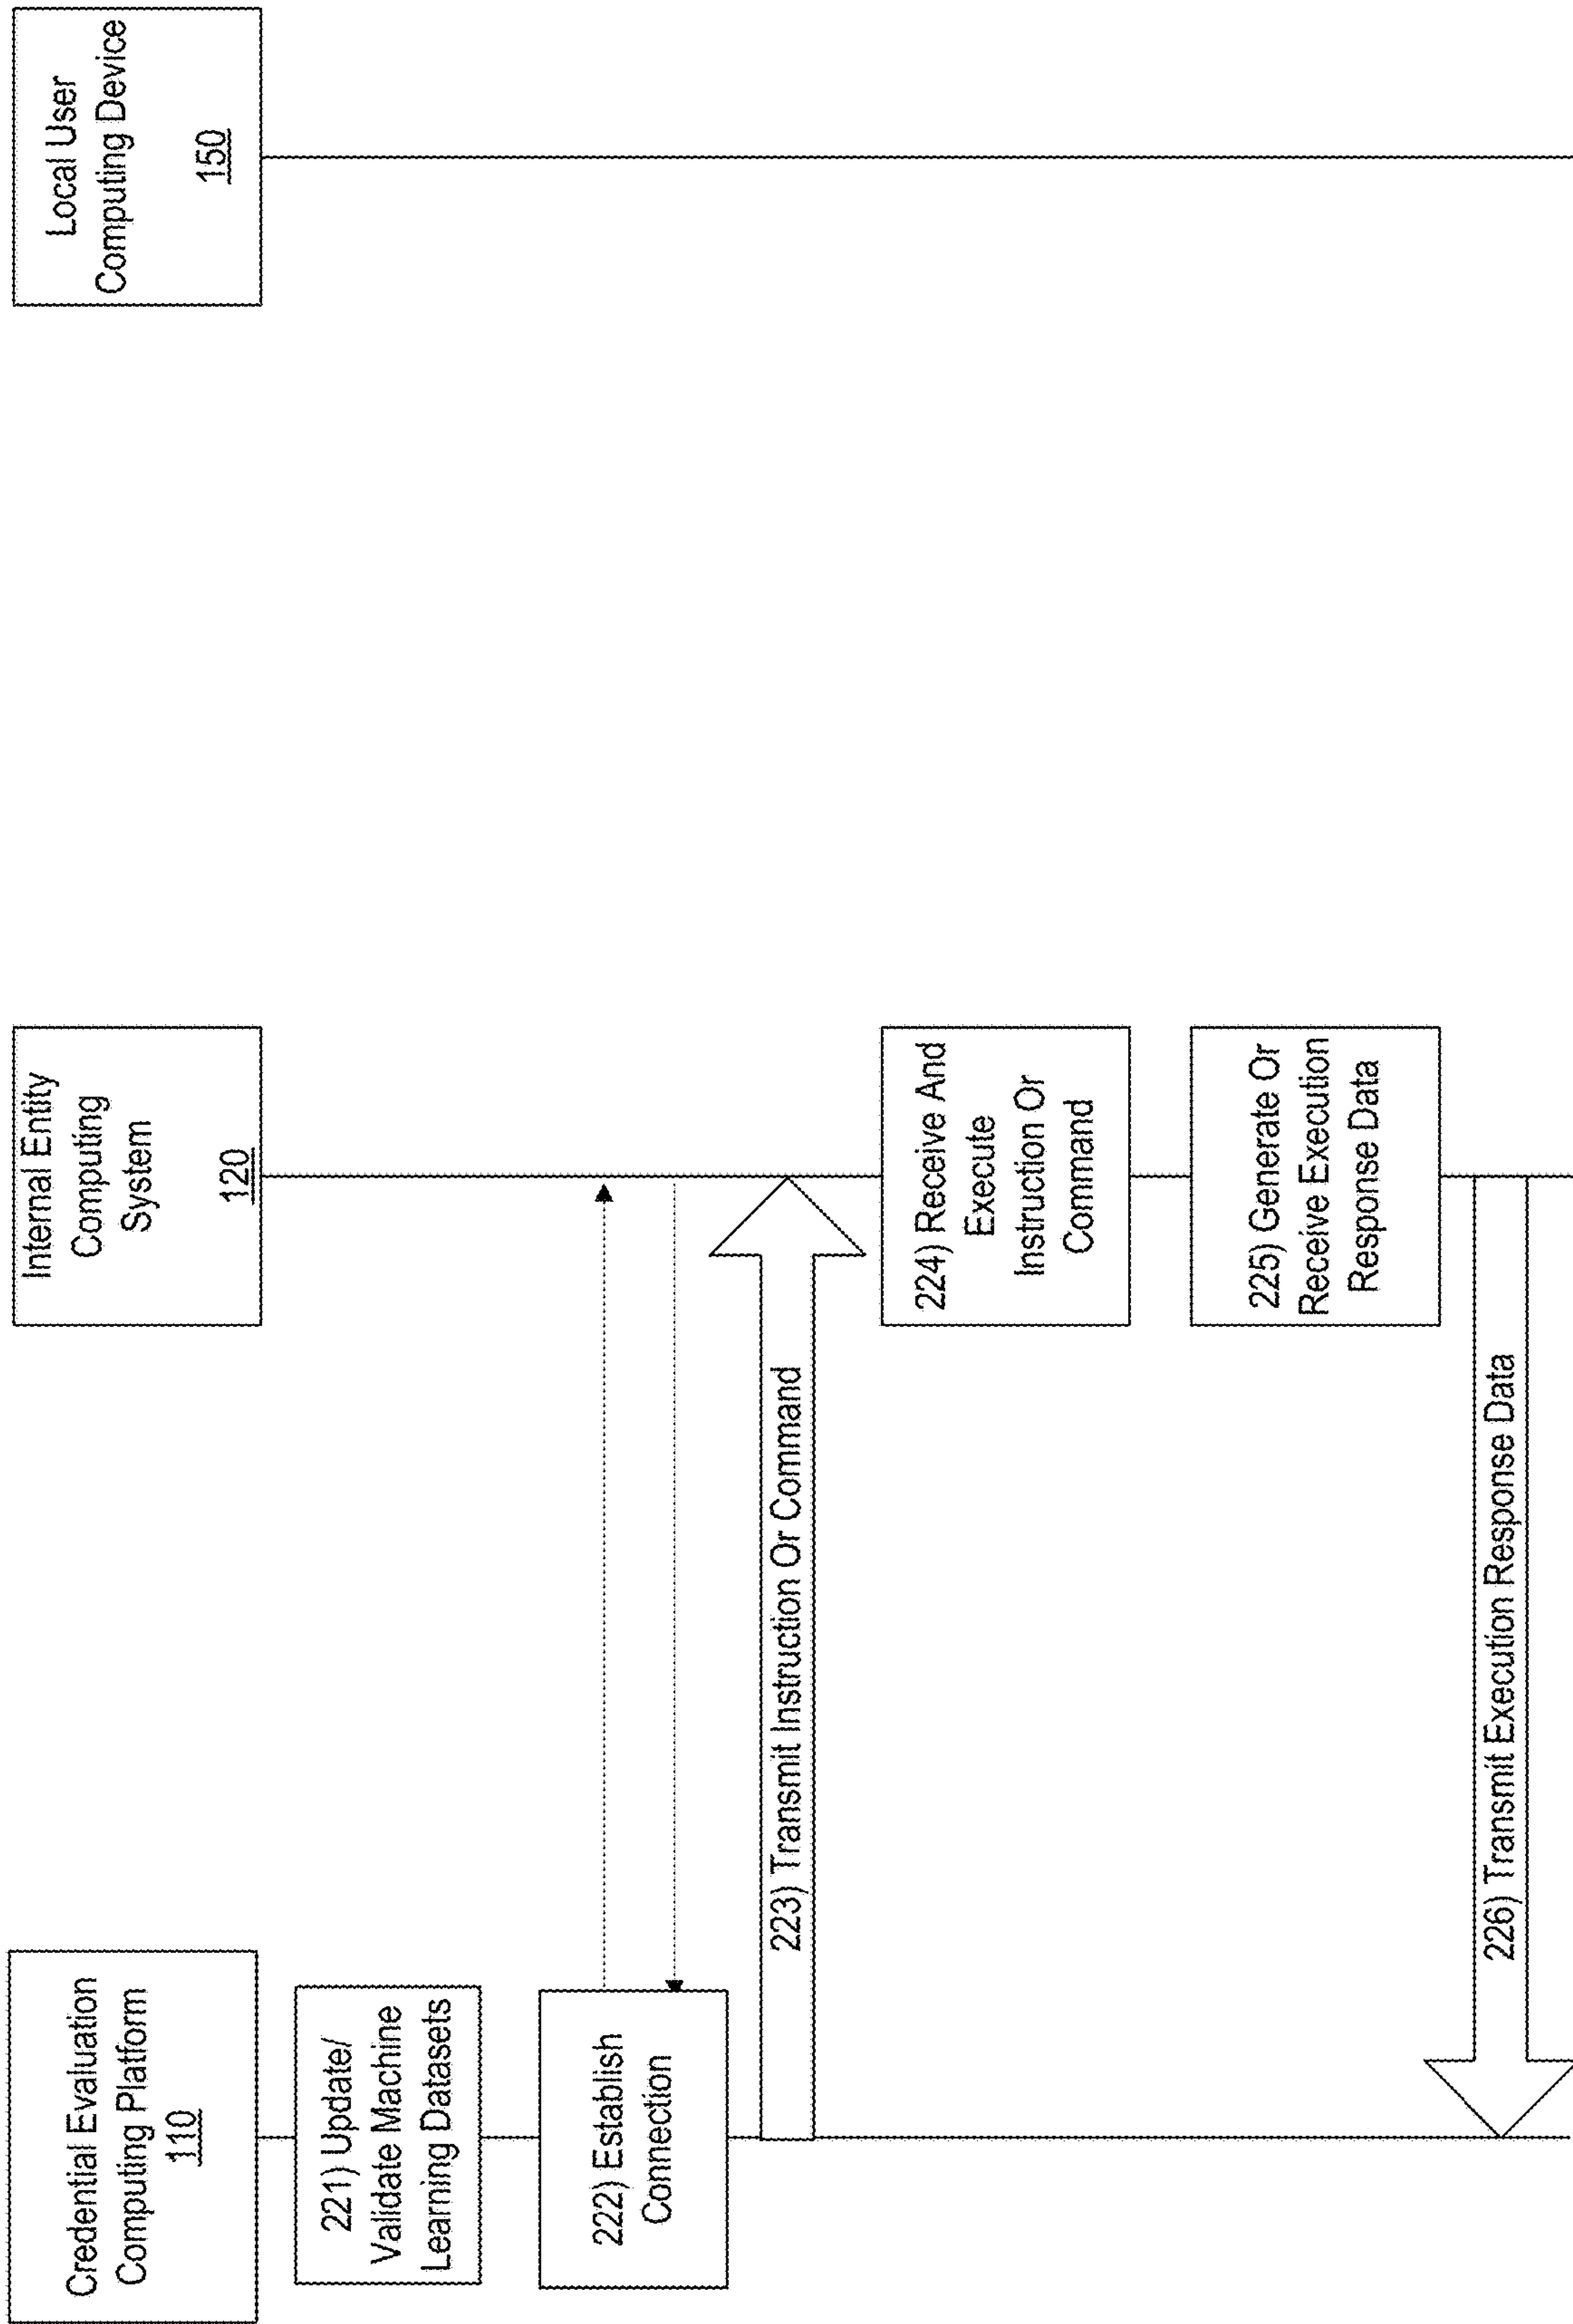 Credential Evaluation
Computing Platform
110
Internal Entity
Computing
System
120
Local User
Computing Device
150
221) Update/
Validate Machine
Learning Datasets
222) Establish
Connection
223) Transmit Instruction Or Command
224) Receive And
Execute
Instruction Or
Command
225) Generate Or
Receive Execution
Response Data
226) Transmit Execution Response Data